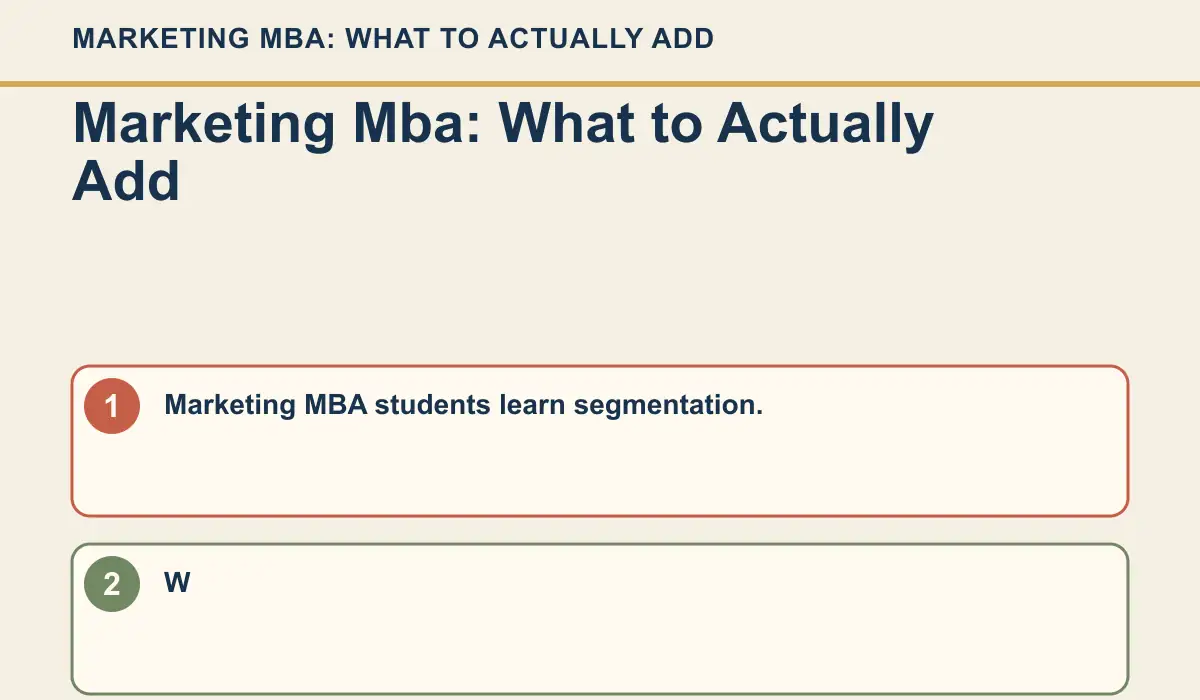 MARKETING MBA: WHAT TO ACTUALLY ADD
Marketing Mba: What to Actually
Add
1
Marketing MBA students learn segmentation.
2
W